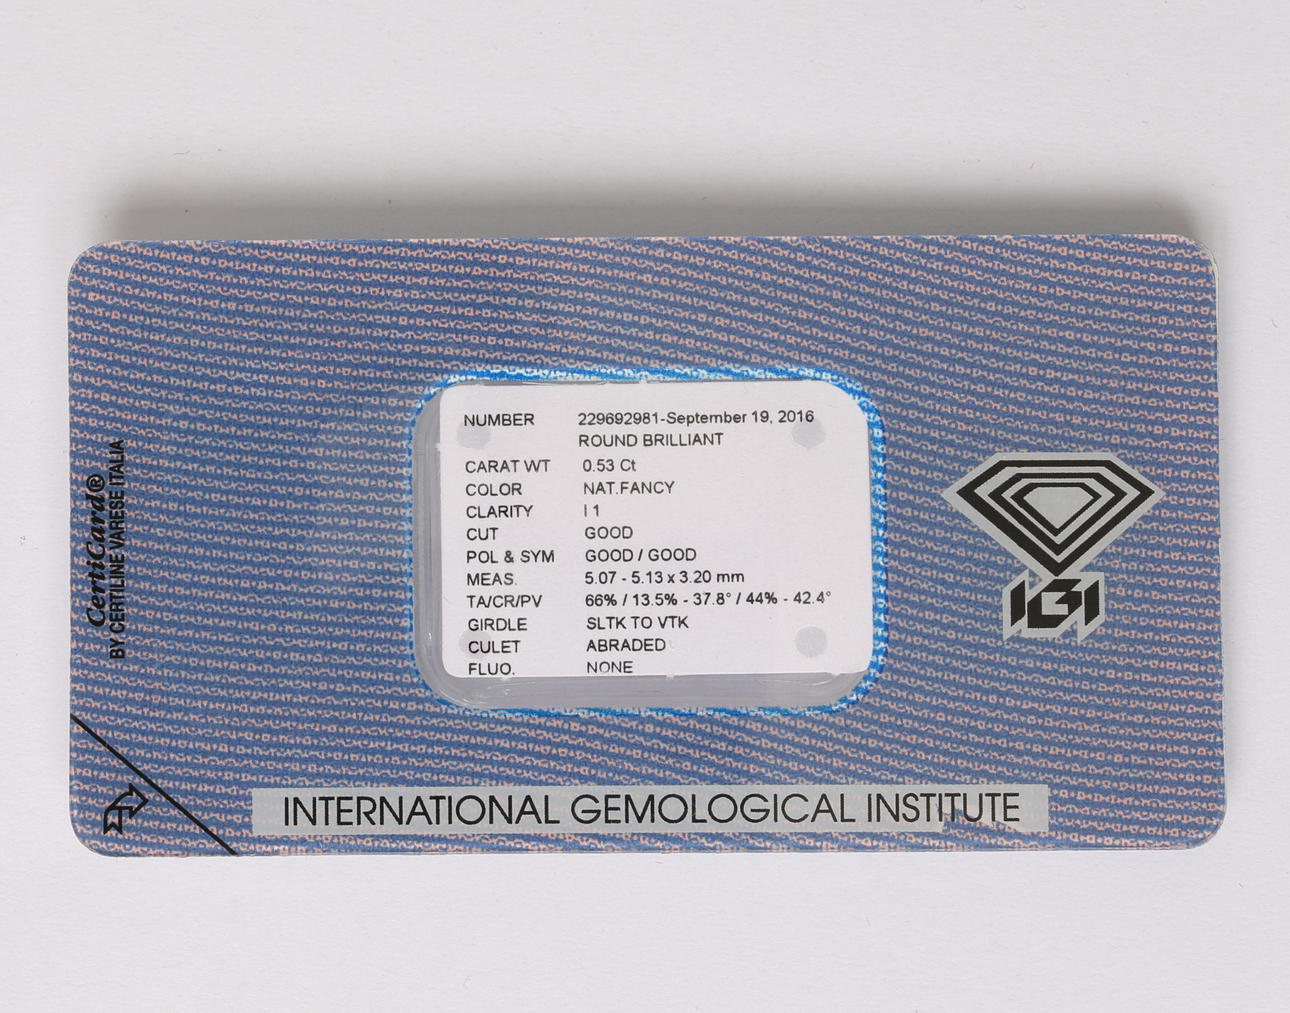 NUMBER 229692981-September 19, 2016
ROUND BRILLIANT
CARAT WT 0.53 Ct
COLOR NAT.FANCY
CLARITY I 1
CUT GOOD
POL & SYM GOOD / GOOD
MEAS. 5.07 - 5.13 x 3.20 mm
TA/CR/PV 66% / 13.5% - 37.8° / 44% - 42.4°
GIRDLE SLTK TO VTK
CULET ABRADED
FLUO. NONE
CertiCard®
BY CERTILINE VARESE ITALIA
IGI
INTERNATIONAL GEMOLOGICAL INSTITUTE